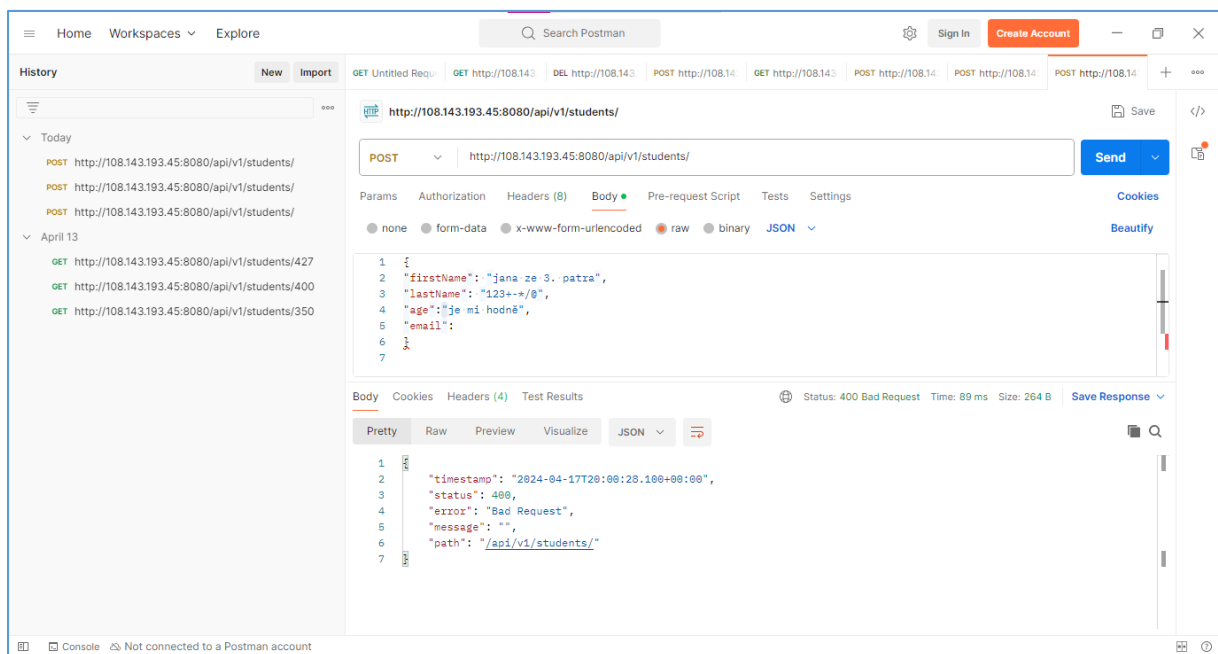 Home Workspaces Explore Search Postman Sign In Create Account
History New Import GET Untitled Requ GET http://108.143. DEL http://108.143. POST http://108.14 GET http://108.143. POST http://108.14 POST http://108.14 POST http://108.14
HTTP http://108.143.193.45:8080/api/v1/students/ Save
Today
POST http://108.143.193.45:8080/api/v1/students/
POST http://108.143.193.45:8080/api/v1/students/
POST http://108.143.193.45:8080/api/v1/students/
April 13
GET http://108.143.193.45:8080/api/v1/students/427
GET http://108.143.193.45:8080/api/v1/students/400
GET http://108.143.193.45:8080/api/v1/students/350
POST http://108.143.193.45:8080/api/v1/students/ Send
Params Authorization Headers (8) Body Pre-request Script Tests Settings Cookies
none form-data x-www-form-urlencoded raw binary JSON Beautify
1 {
2 "firstName": "jana ze 3. patra",
3 "lastName": "123+-*/@",
4 "age":"je mi hodně",
5 "email":
6 }
7
Body Cookies Headers (4) Test Results Status: 400 Bad Request Time: 89 ms Size: 264 B Save Response
Pretty Raw Preview Visualize JSON
1 {
2 "timestamp": "2024-04-17T20:00:28.100+00:00",
3 "status": 400,
4 "error": "Bad Request",
5 "message": "",
6 "path": "/api/v1/students/"
7 }
Console Not connected to a Postman account